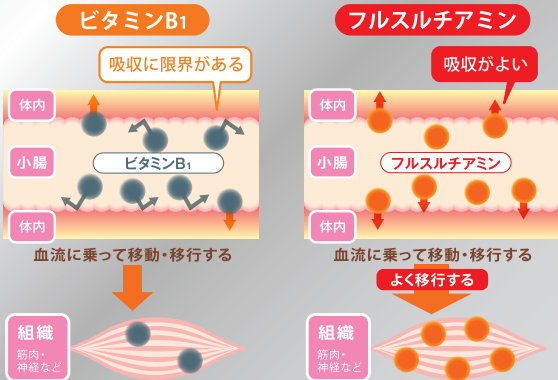 ビタミンB1
吸収に限界がある
体内
小腸
ビタミンB1
体内
血流に乗って移動・移行する
組織
筋肉・
神経など
フルスルチアミン
吸収がよい
体内
小腸
フルスルチアミン
体内
血流に乗って移動・移行する
よく移行する
組織
筋肉・
神経など